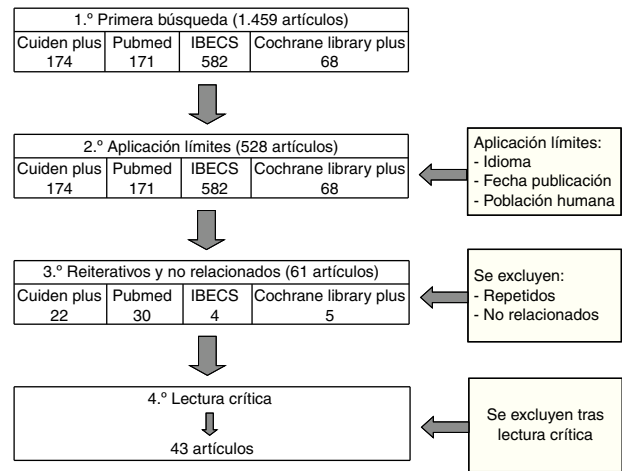 1.º Primera búsqueda (1.459 artículos)
Cuiden plus Pubmed IBECS Cochrane library plus
174 171 582 68
2.º Aplicación límites (528 artículos)
Cuiden plus Pubmed IBECS Cochrane library plus
174 171 582 68
Aplicación límites:
- Idioma
- Fecha publicación
- Población humana
3.º Reiterativos y no relacionados (61 artículos)
Cuiden plus Pubmed IBECS Cochrane library plus
22 30 4 5
Se excluyen:
- Repetidos
- No relacionados
4.º Lectura crítica
43 artículos
Se excluyen tras
lectura crítica